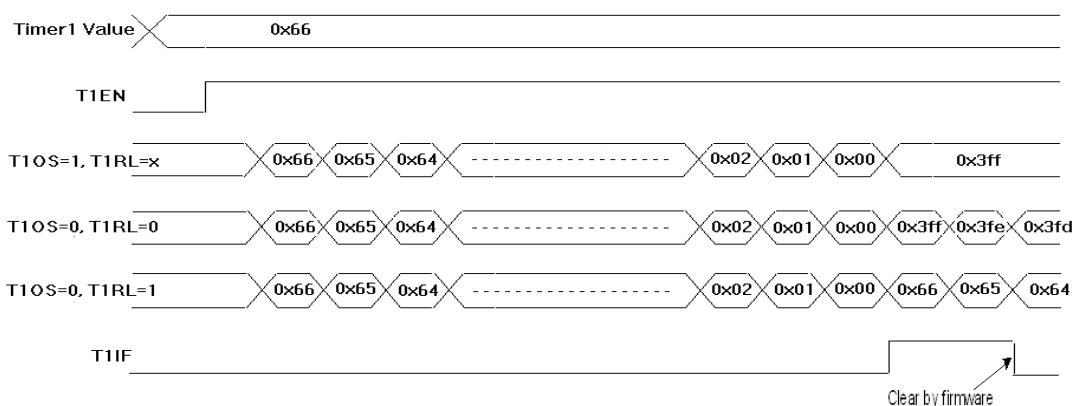 Timer1 Value 0x66
T1EN
T1OS=1, T1RL=x 0x66 0x65 0x64 0x02 0x01 0x00 0x3ff
T1OS=0, T1RL=0 0x66 0x65 0x64 0x02 0x01 0x00 0x3ff 0x3fe 0x3fd
T1OS=0, T1RL=1 0x66 0x65 0x64 0x02 0x01 0x00 0x66 0x65 0x64
T1IF
Clear by firmware